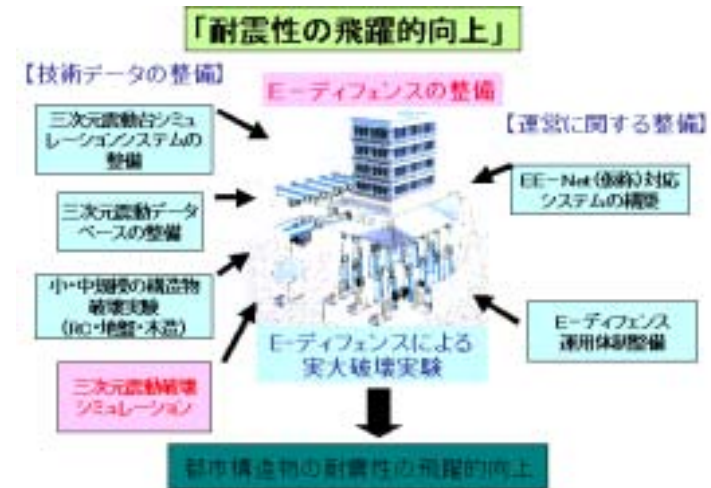 「耐震性の飛躍的向上」
【技術データの整備】
E－ディフェンスの整備
三次元震動台シミュ
レーションシステムの
整備
【運営に関する整備】
三次元震動データ
ベースの整備
EE－Net(仮称)対応
システムの構築
小・中規模の構造物
破壊実験
(RC・地盤・木造)
E－ディフェンス
運用体制整備
E－ディフェンスによる
実大破壊実験
三次元震動破壊
シミュレーション
都市構造物の耐震性の飛躍的向上